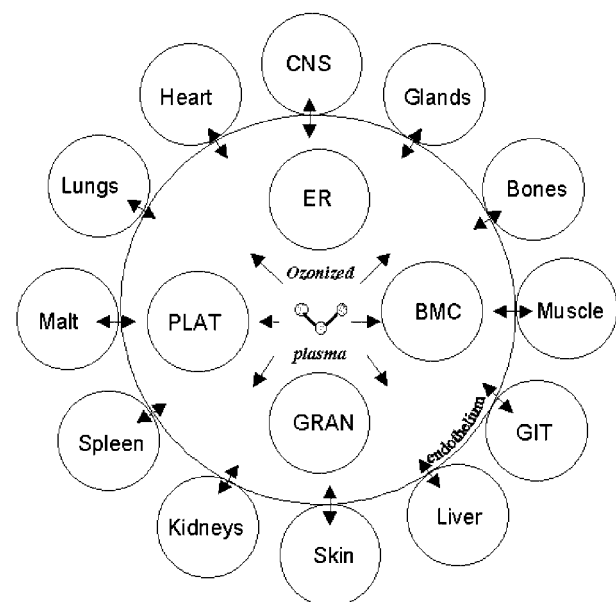 CNS
Heart
Glands
Lungs
ER
Bones
Ozonized
Malt
PLAT
BMC
Muscle
plasma
Spleen
GRAN
endothelium
GIT
Kidneys
Skin
Liver